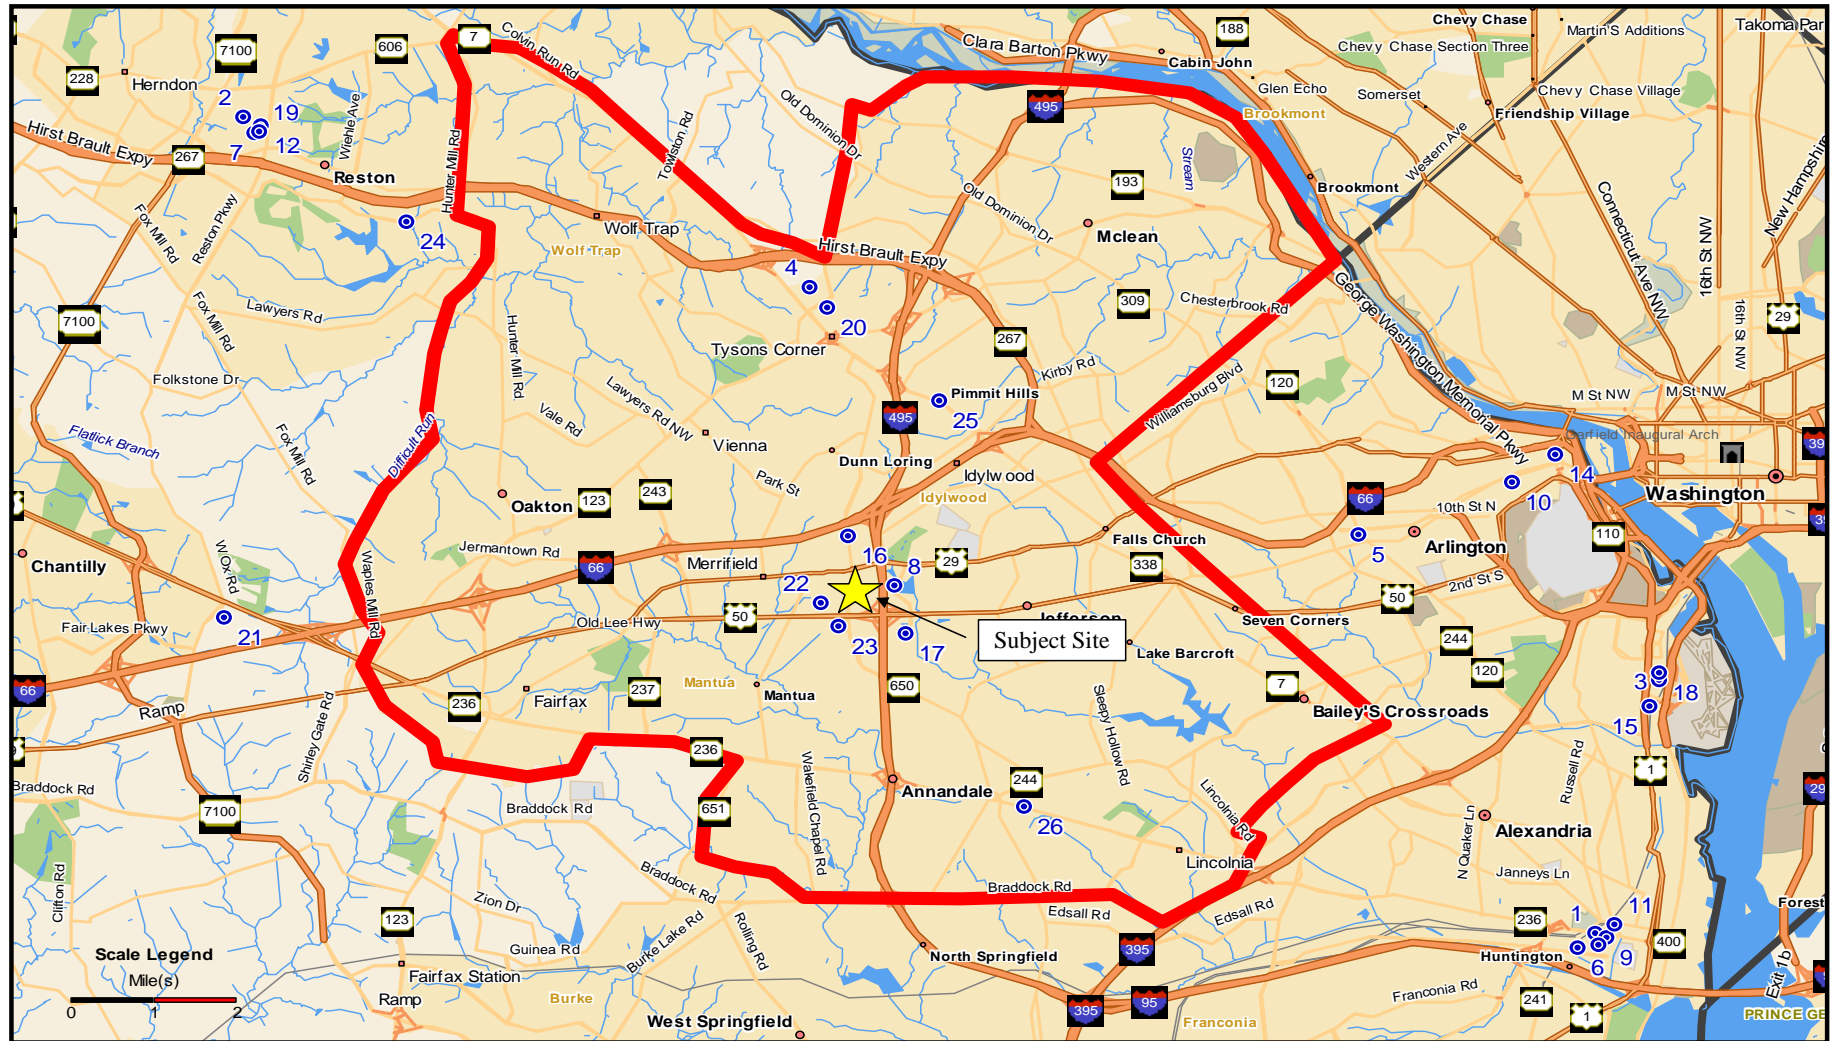 7
Colvin Run Rd
Clara Barton Pkwy
188
Chevy Chase
Martin'S Additions
Takoma Par
7100
606
Chevy Chase Section Three
Cabin John
228
Herndon
Glen Echo
Somerset
Chevy Chase Village
2
19
Wiehle Ave
Old Dominion Dr
495
Brookmont
Friendship Village
Hirst Brault Expy
7
12
267
Towlston Rd
Western Ave
New Hampshire
Reston
Hunter Mill Rd
Stream
193
Brookmont
Connecticut Ave NW
Fox Mill Rd
Reston Pkwy
24
Wolf Trap
Wolf Trap
Old Dominion Dr
Mclean
16th St NW
Hirst Brault Expy
4
George Washington Memorial Pkwy
Lawyers Rd
309
Chesterbrook Rd
7100
Fox Mill Rd
Hunter Mill Rd
20
Tysons Corner
267
16th St NW
29
Folkstone Dr
Kirby Rd
120
Lawyers Rd NW
Pimmit Hills
495
25
Williamsburg Blvd
M St NW
M St NW
Vale Rd
Flatlick Branch
Fox Mill Rd
Difficult Run
Vienna
Garfield Inaugural Arch
39
Dunn Loring
Idylwood
14
Park St
Oakton
123
243
Idylwood
66
10
Washington
10th St N
39
W Ox Rd
Jermantown Rd
Falls Church
5
Arlington
110
Chantilly
Waples Mill Rd
66
Merrifield
16
8
29
338
2nd St S
22
50
Jefferson
50
Fair Lakes Pkwy
21
Old Lee Hwy
Seven Corners
23
17
Subject Site
Lake Barcroft
244
120
66
Mantua
Mantua
650
7
3
18
Ramp
Shirley Gate Rd
236
Fairfax
237
Sleepy Hollow Rd
Bailey'S Crossroads
15
236
Wakefield Chapel Rd
Russell Rd
1
Braddock Rd
7100
Braddock Rd
651
Annandale
244
26
Lincolnia Rd
29
N Quaker Ln
Alexandria
Lincolnia
Janneys Ln
Clifton Rd
Zion Dr
Braddock Rd
Braddock Rd
Edsall Rd
Edsall Rd
Forest
123
Rolling Rd
236
1
11
Scale Legend
Mile(s)
Guinea Rd
Burke Lake Rd
North Springfield
395
Huntington
6
9
400
Fairfax Station
Exit 1b
0
1
2
Ramp
Burke
395
95
Franconia Rd
241
West Springfield
Franconia
1
PRINCE GE